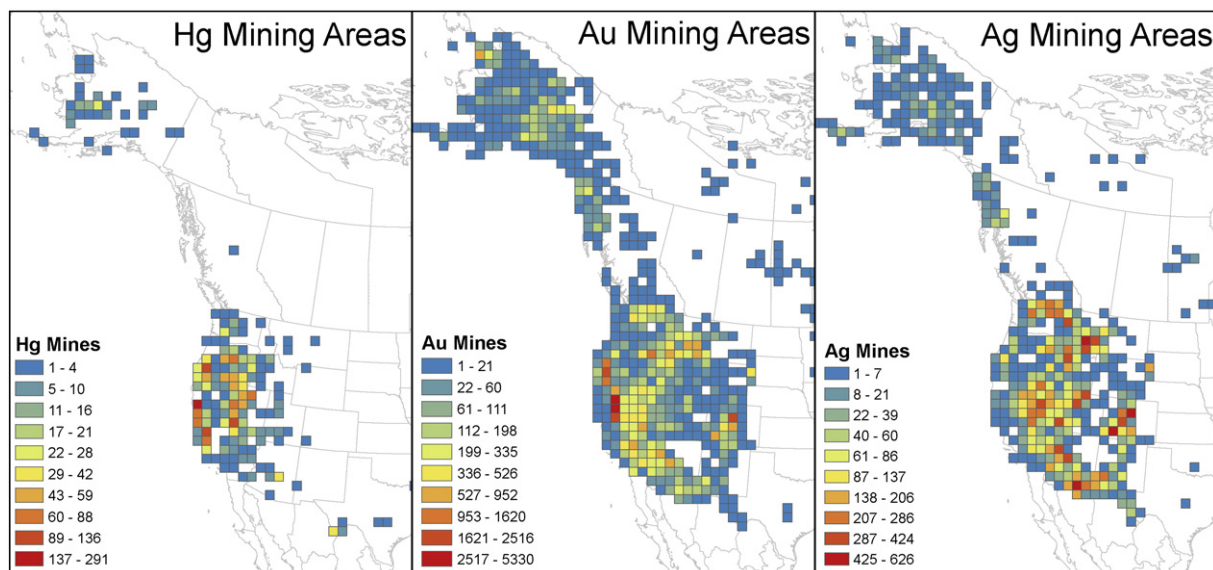 Hg Mining Areas
Hg Mines
1 - 4
5 - 10
11 - 16
17 - 21
22 - 28
29 - 42
43 - 59
60 - 88
89 - 136
137 - 291
Au Mining Areas
Au Mines
1 - 21
22 - 60
61 - 111
112 - 198
199 - 335
336 - 526
527 - 952
953 - 1620
1621 - 2516
2517 - 5330
Ag Mining Areas
Ag Mines
1 - 7
8 - 21
22 - 39
40 - 60
61 - 86
87 - 137
138 - 206
207 - 286
287 - 424
425 - 626